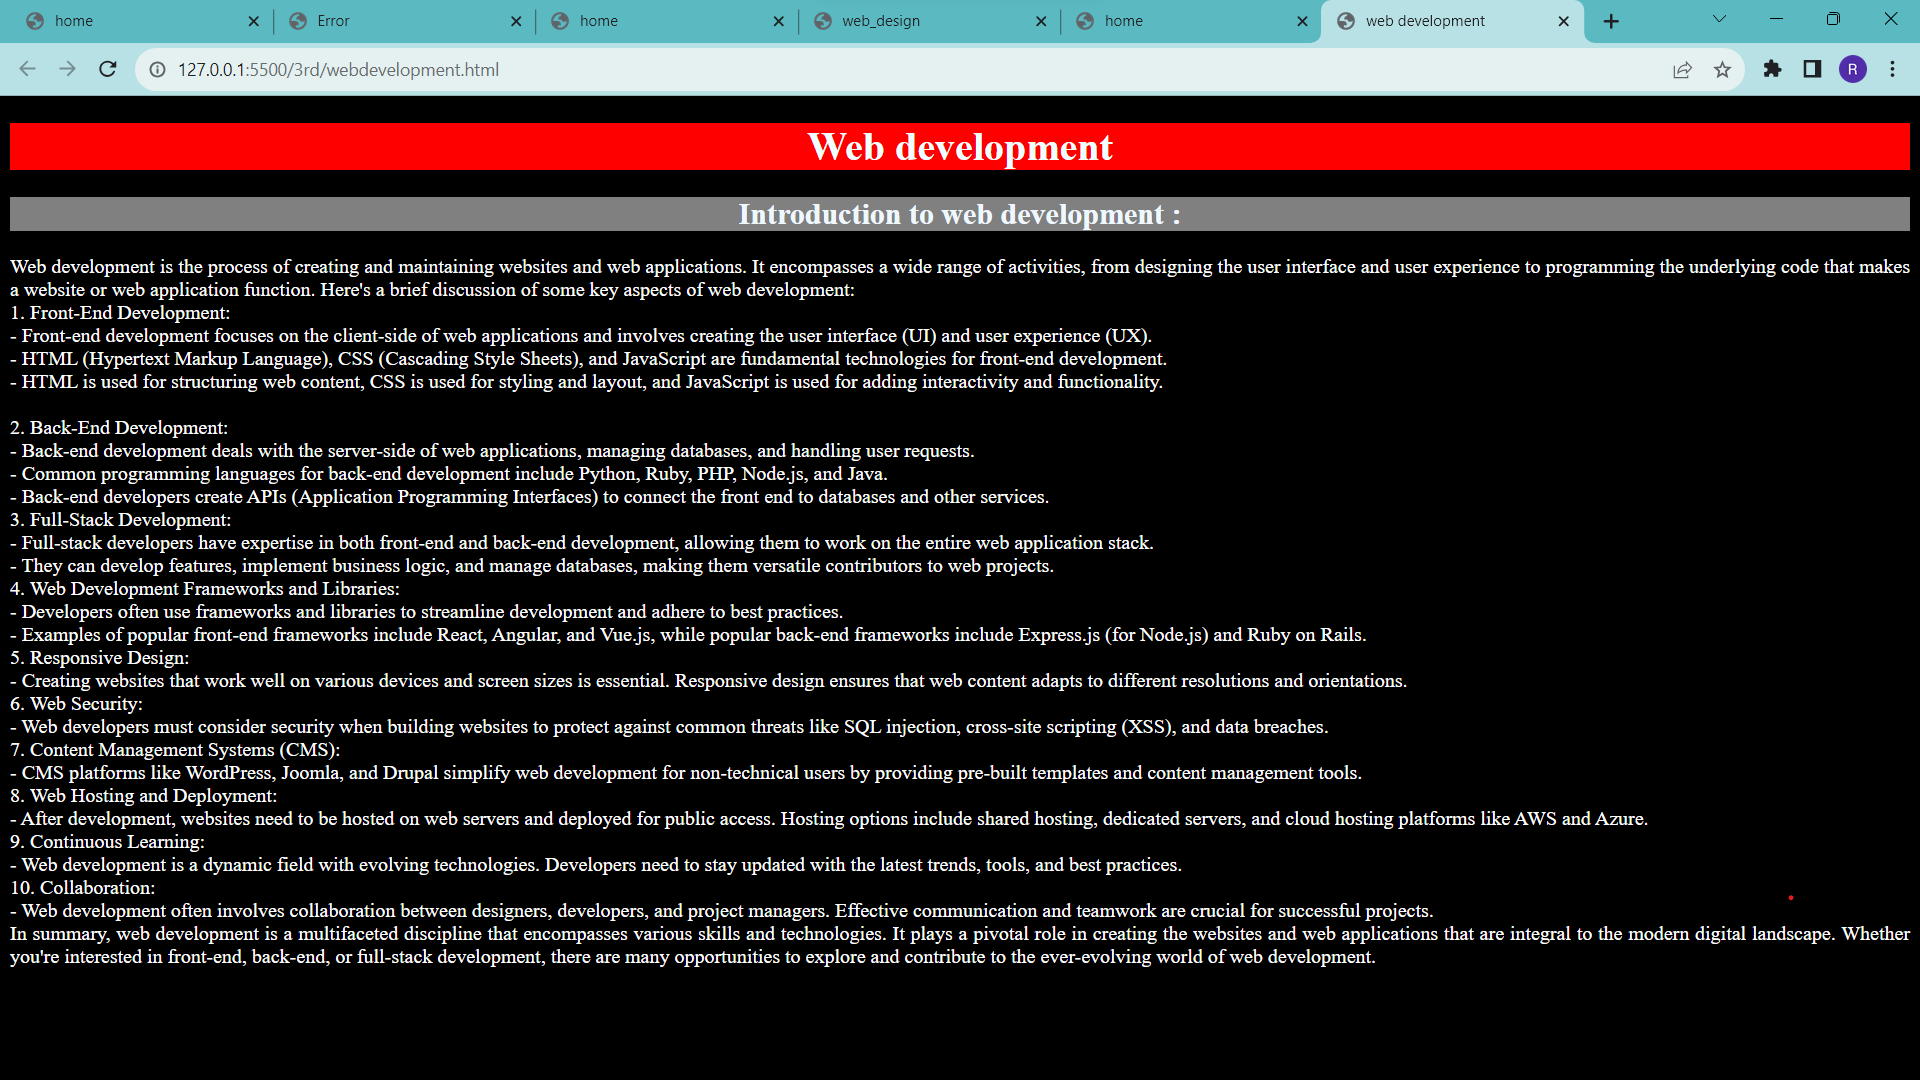 home
Error
home
web_design
home
web development
127.0.0.1:5500/3rd/webdevelopment.html
R
Web development
Introduction to web development :
Web development is the process of creating and maintaining websites and web applications. It encompasses a wide range of activities, from designing the user interface and user experience to programming the underlying code that makes
a website or web application function. Here's a brief discussion of some key aspects of web development:
1. Front-End Development:
- Front-end development focuses on the client-side of web applications and involves creating the user interface (UI) and user experience (UX).
- HTML (Hypertext Markup Language), CSS (Cascading Style Sheets), and JavaScript are fundamental technologies for front-end development.
- HTML is used for structuring web content, CSS is used for styling and layout, and JavaScript is used for adding interactivity and functionality.
2. Back-End Development:
- Back-end development deals with the server-side of web applications, managing databases, and handling user requests.
- Common programming languages for back-end development include Python, Ruby, PHP, Node.js, and Java.
- Back-end developers create APIs (Application Programming Interfaces) to connect the front end to databases and other services.
3. Full-Stack Development:
- Full-stack developers have expertise in both front-end and back-end development, allowing them to work on the entire web application stack.
- They can develop features, implement business logic, and manage databases, making them versatile contributors to web projects.
4. Web Development Frameworks and Libraries:
- Developers often use frameworks and libraries to streamline development and adhere to best practices.
- Examples of popular front-end frameworks include React, Angular, and Vue.js, while popular back-end frameworks include Express.js (for Node.js) and Ruby on Rails.
5. Responsive Design:
- Creating websites that work well on various devices and screen sizes is essential. Responsive design ensures that web content adapts to different resolutions and orientations.
6. Web Security:
- Web developers must consider security when building websites to protect against common threats like SQL injection, cross-site scripting (XSS), and data breaches.
7. Content Management Systems (CMS):
- CMS platforms like WordPress, Joomla, and Drupal simplify web development for non-technical users by providing pre-built templates and content management tools.
8. Web Hosting and Deployment:
- After development, websites need to be hosted on web servers and deployed for public access. Hosting options include shared hosting, dedicated servers, and cloud hosting platforms like AWS and Azure.
9. Continuous Learning:
- Web development is a dynamic field with evolving technologies. Developers need to stay updated with the latest trends, tools, and best practices.
10. Collaboration:
- Web development often involves collaboration between designers, developers, and project managers. Effective communication and teamwork are crucial for successful projects.
In summary, web development is a multifaceted discipline that encompasses various skills and technologies. It plays a pivotal role in creating the websites and web applications that are integral to the modern digital landscape. Whether
you're interested in front-end, back-end, or full-stack development, there are many opportunities to explore and contribute to the ever-evolving world of web development.